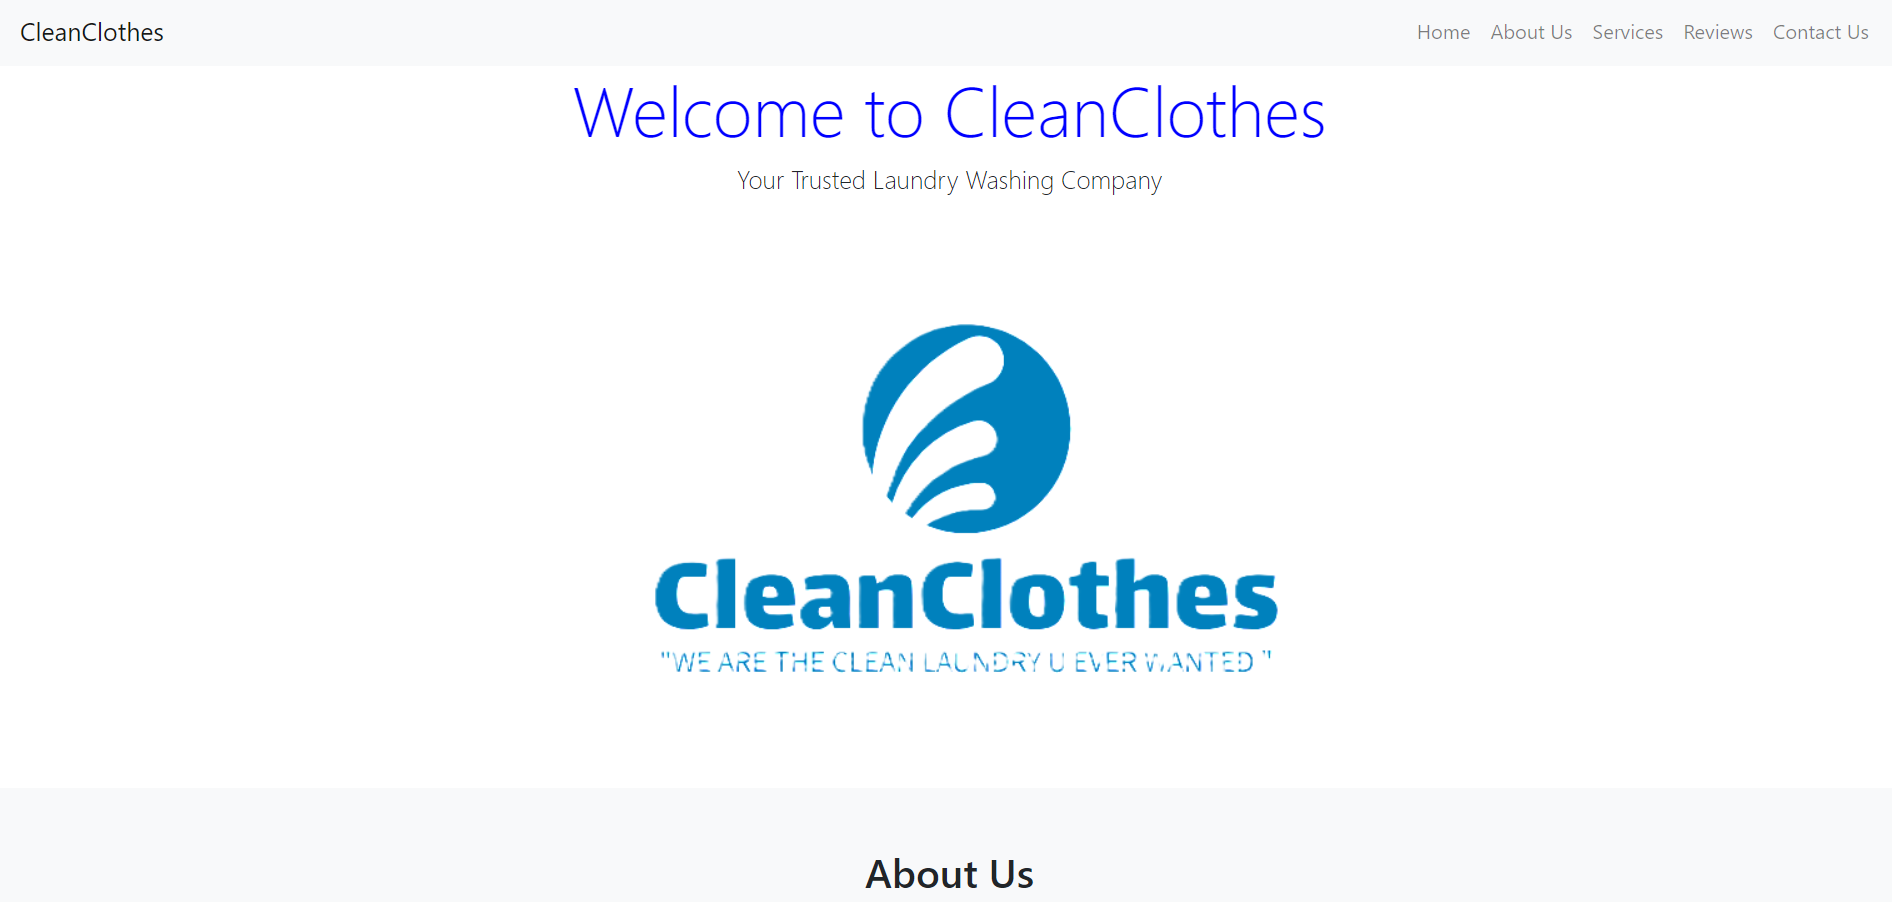 CleanClothes
Home About Us Services Reviews Contact Us
Welcome to CleanClothes
Your Trusted Laundry Washing Company
CleanClothes
"WE ARE THE CLEAN LAUNDRY U EVER WANTED "
About Us